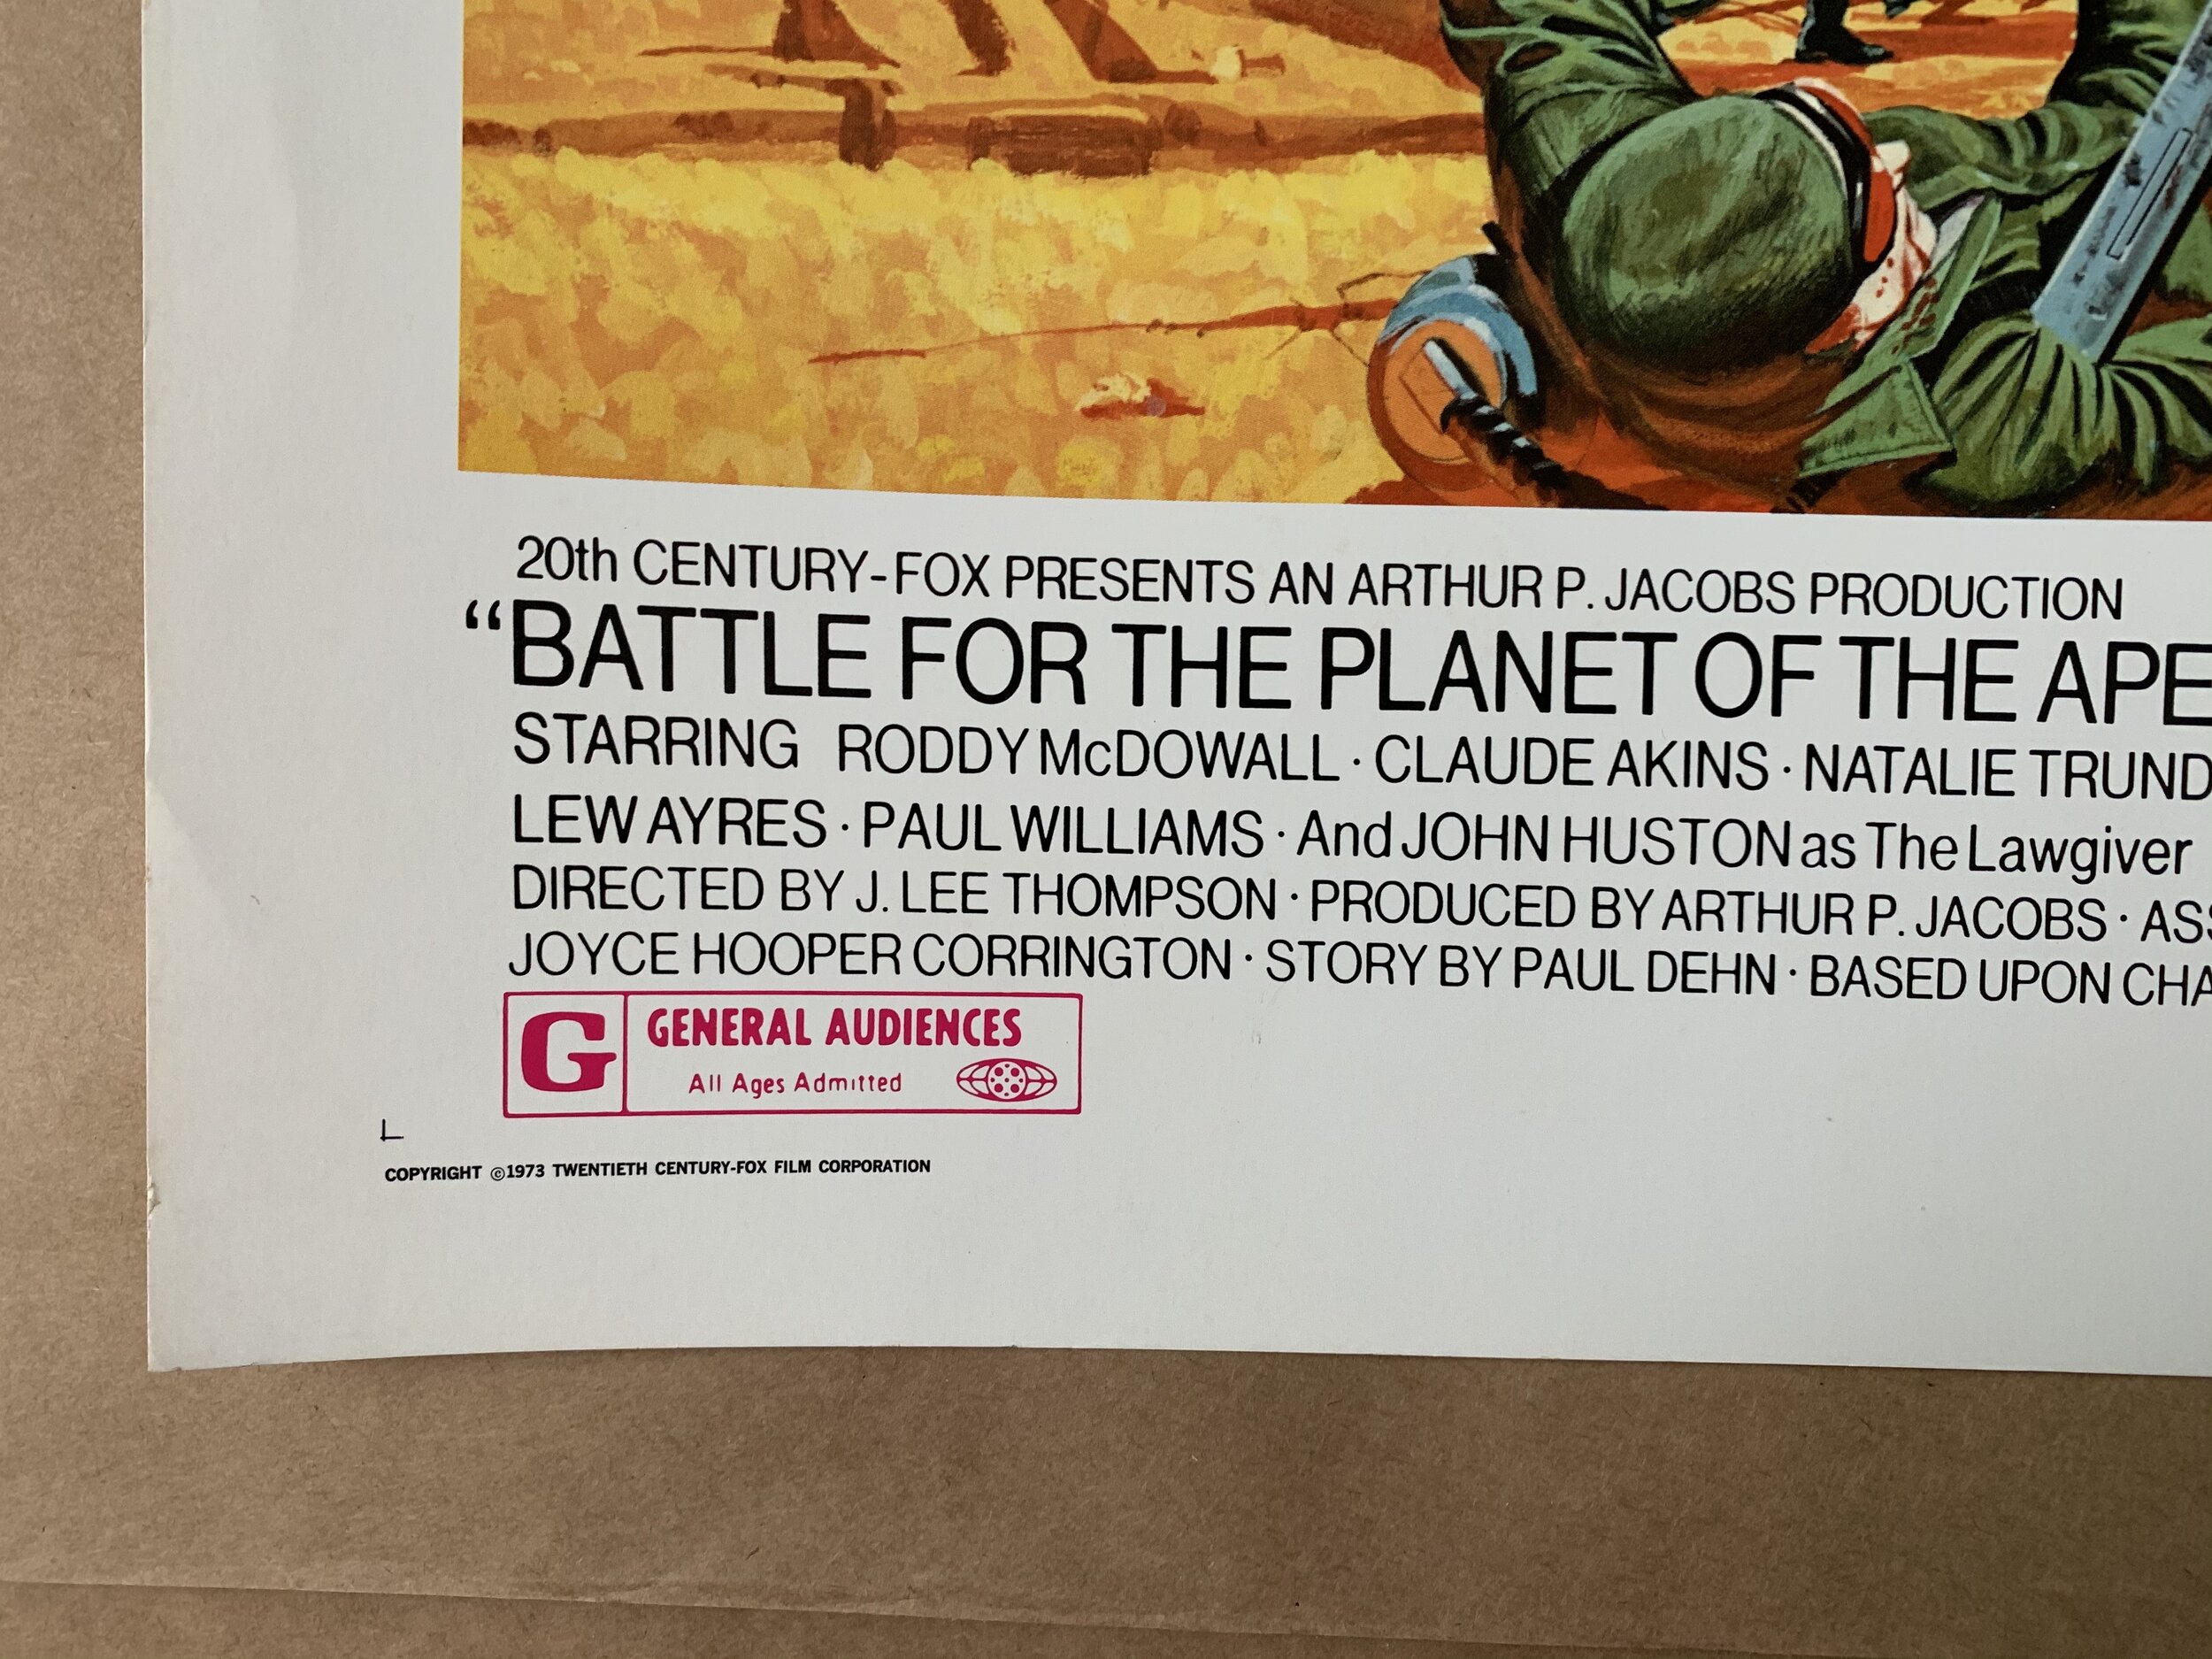 20th CENTURY-FOX PRESENTS AN ARTHUR P. JACOBS PRODUCTION
“BATTLE FOR THE PLANET OF THE APE
STARRING RODDY McDOWALL · CLAUDE AKINS · NATALIE TRUND
LEW AYRES · PAUL WILLIAMS · And JOHN HUSTON as The Lawgiver
DIRECTED BY J. LEE THOMPSON · PRODUCED BY ARTHUR P. JACOBS · ASS
JOYCE HOOPER CORRINGTON · STORY BY PAUL DEHN · BASED UPON CHA
G GENERAL AUDIENCES
All Ages Admitted
COPYRIGHT ©1973 TWENTIETH CENTURY-FOX FILM CORPORATION